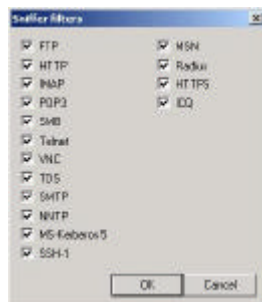 Sniffer filters
FTP
HTTP
IMAP
POP3
SMB
Telnet
VNC
TDS
SMTP
NNTP
MS-Kerberos5
SSH-1
MSN
Radius
HTTPS
ICQ
OK
Cancel